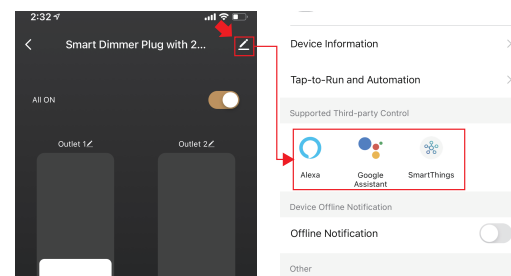 2:32
Smart Dimmer Plug with 2...
All ON
Outlet 1
Outlet 2
Device Information
Tap-to-Run and Automation
Supported Third-party Control
Alexa
Google
Assistant
SmartThings
Device Offline Notification
Offline Notification
Other